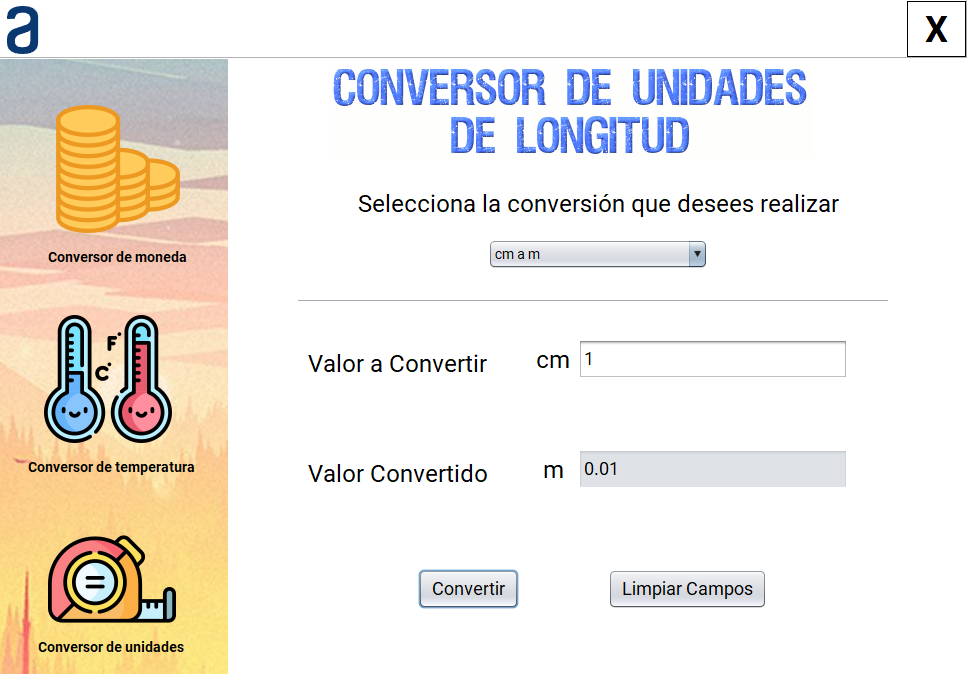 a
X
CONVERSOR DE UNIDADES
DE LONGITUD
Selecciona la conversión que desees realizar
cm a m
Valor a Convertir cm 1
Valor Convertido m 0.01
Convertir Limpiar Campos
Conversor de moneda
F
C
Conversor de temperatura
Conversor de unidades